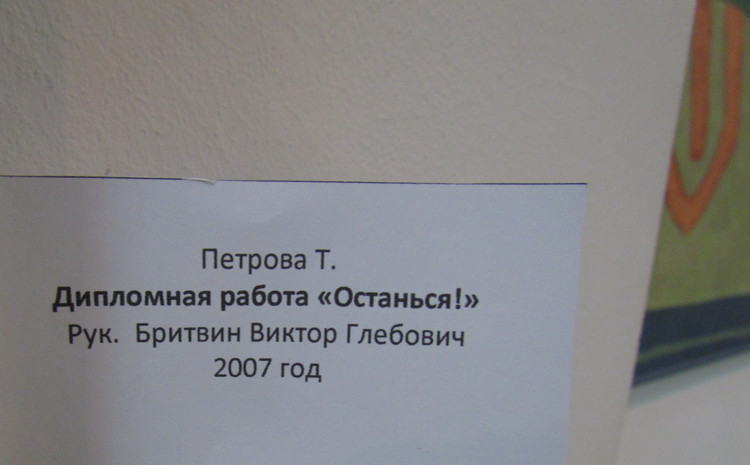 Петрова Т.
Дипломная работа «Останься!»
Рук. Бритвин Виктор Глебович
2007 год